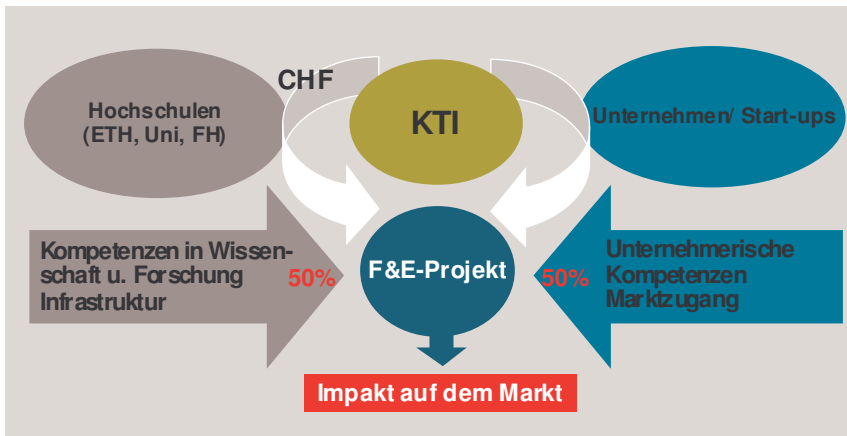 CHF
Hochschulen
(ETH, Uni, FH)
KTI
Unternehmen/ Start-ups
Kompetenzen in Wissen-
schaft u. Forschung
Infrastruktur
50%
F&E-Projekt
50%
Unternehmerische
Kompetenzen
Marktzugang
Impakt auf dem Markt